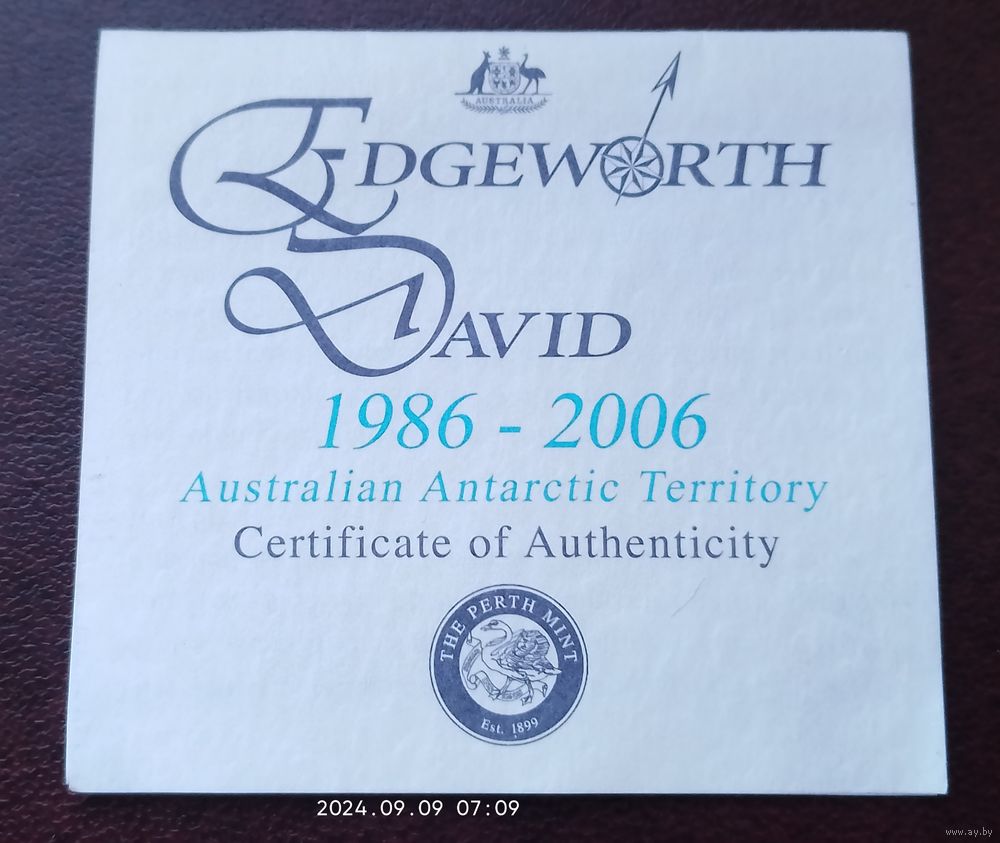 AUSTRALIA
EDGEWORTH
DAVID
1986 - 2006
Australian Antarctic Territory
Certificate of Authenticity
THE PERTH MINT
Est. 1899
2024.09.09 07:09
www.ay.by